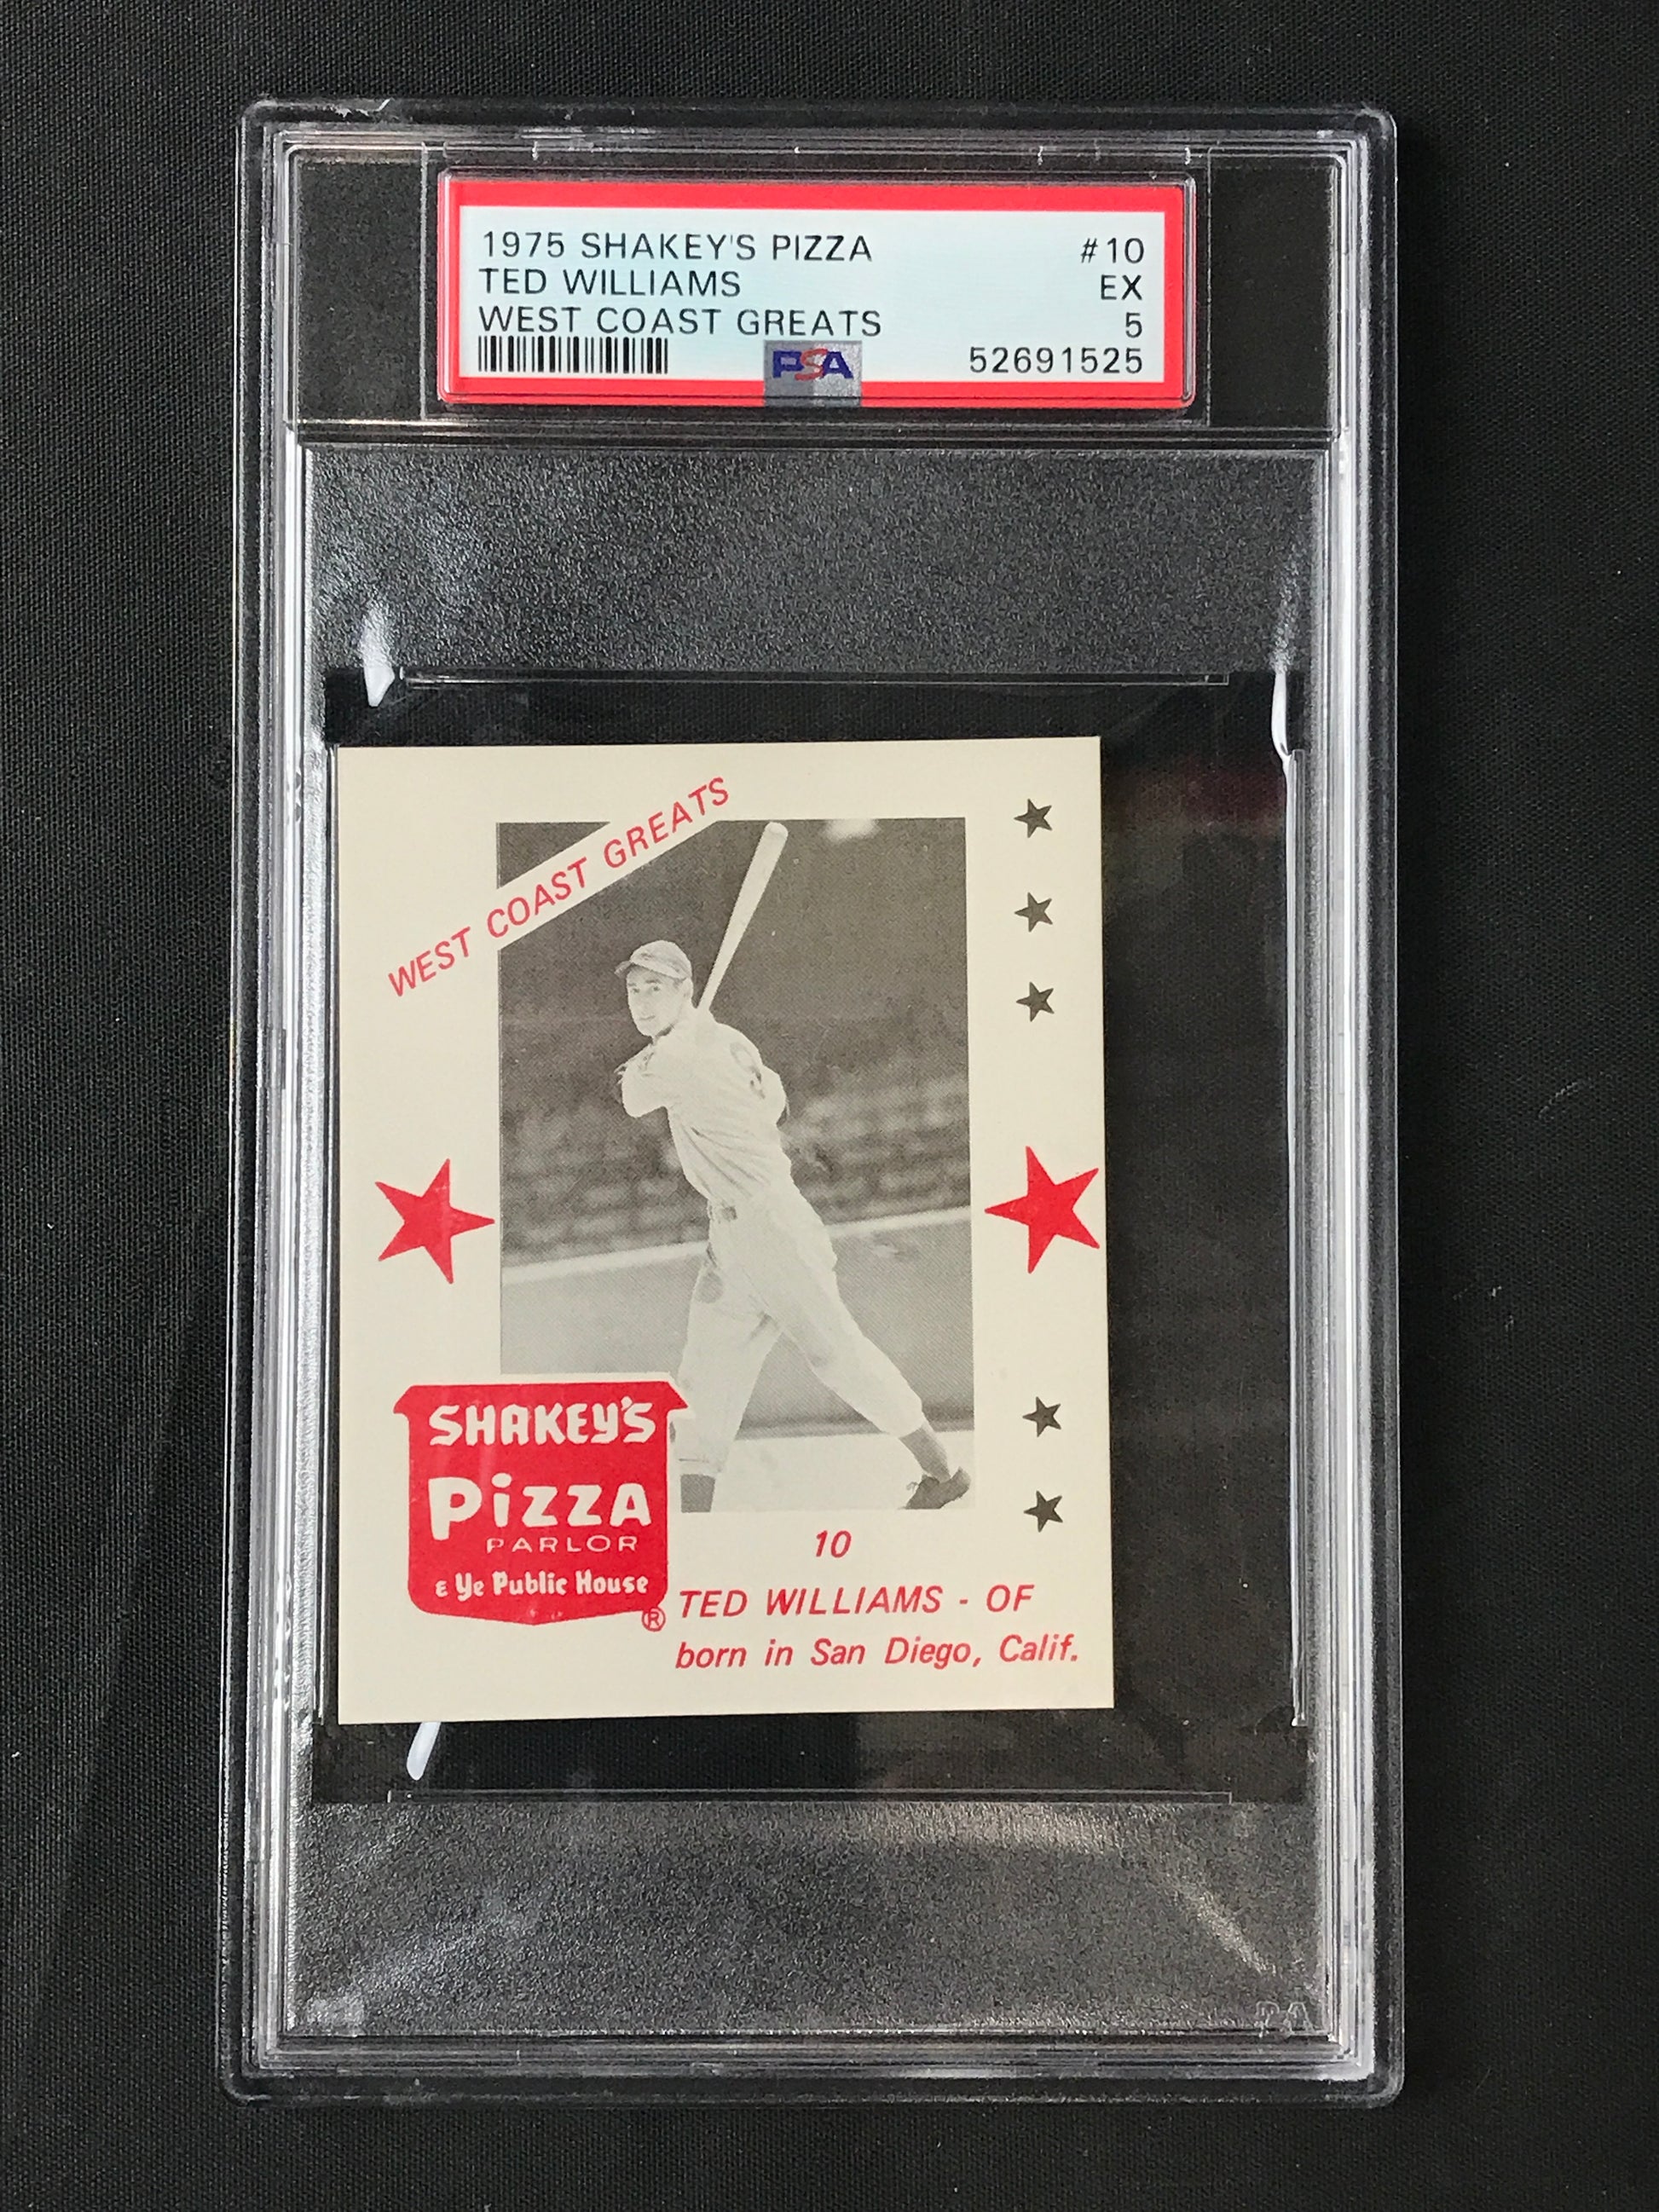 1975 SHAKEY'S PIZZA #10
TED WILLIAMS EX
WEST COAST GREATS 5
PSA 52691525
WEST COAST GREATS
SHAKEY'S
PIZZA
PARLOR
& Ye Public House
®
10
TED WILLIAMS - OF
born in San Diego, Calif.